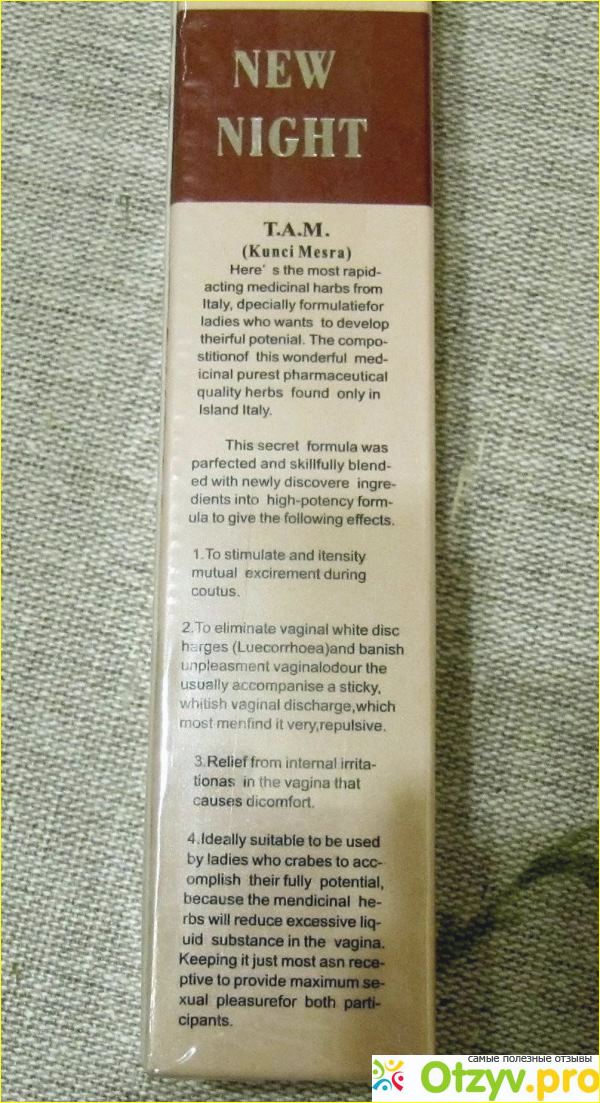 NEW
NIGHT
T.A.M.
(Kunci Mesra)
Here' s the most rapid-
acting medicinal harbs from
Italy, dpecially formulatiefor
ladies who wants to develop
theirful potenial. The compo-
stitionof this wonderful med-
icinal purest pharmaceutical
quality herbs found only in
Island Italy.
This secret formula was
parfected and skillfully blend-
ed with newly discovere ingre-
dients into high-potency form-
ula to give the following effects.
1.To stimulate and itensity
mutual excirement during
coutus.
2.To eliminate vaginal white disc
harges (Luecorrhoea)and banish
unpleasment vaginalodour the
usually accompanise a sticky,
whitish vaginal discharge,which
most menfind it very,repulsive.
3.Relief from internal irrita-
tionas in the vagina that
causes dicomfort.
4.Ideally suitable to be used
by ladies who crabes to acc-
omplish their fully potential,
because the mendicinal he-
rbs will reduce excessive liq-
uid substance in the vagina.
Keeping it just most asn rece-
ptive to provide maximum se-
xual pleasurefor both parti-
cipants.
самые полезные отзывы
Otzyv.pro